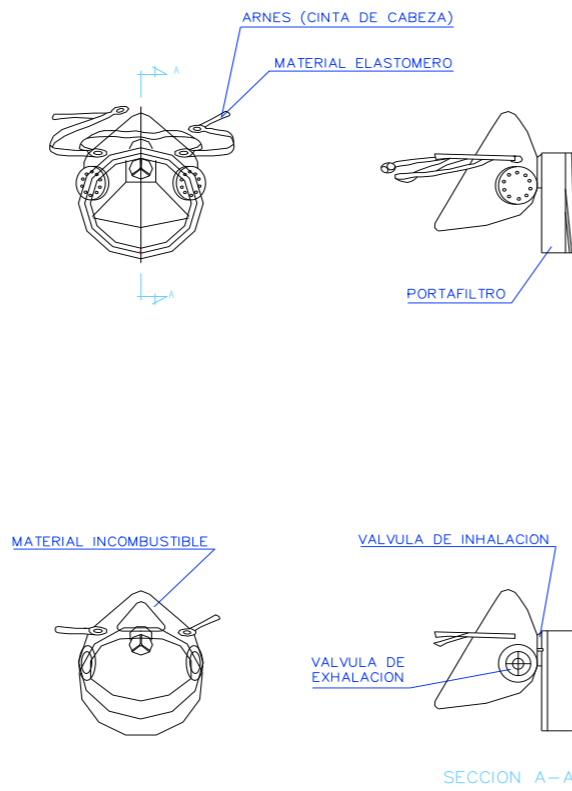 ARNES (CINTA DE CABEZA)
MATERIAL ELASTOMERO
A
A
PORTAFILTRO
MATERIAL INCOMBUSTIBLE
VALVULA DE INHALACION
VALVULA DE
EXHALACION
SECCION A-A